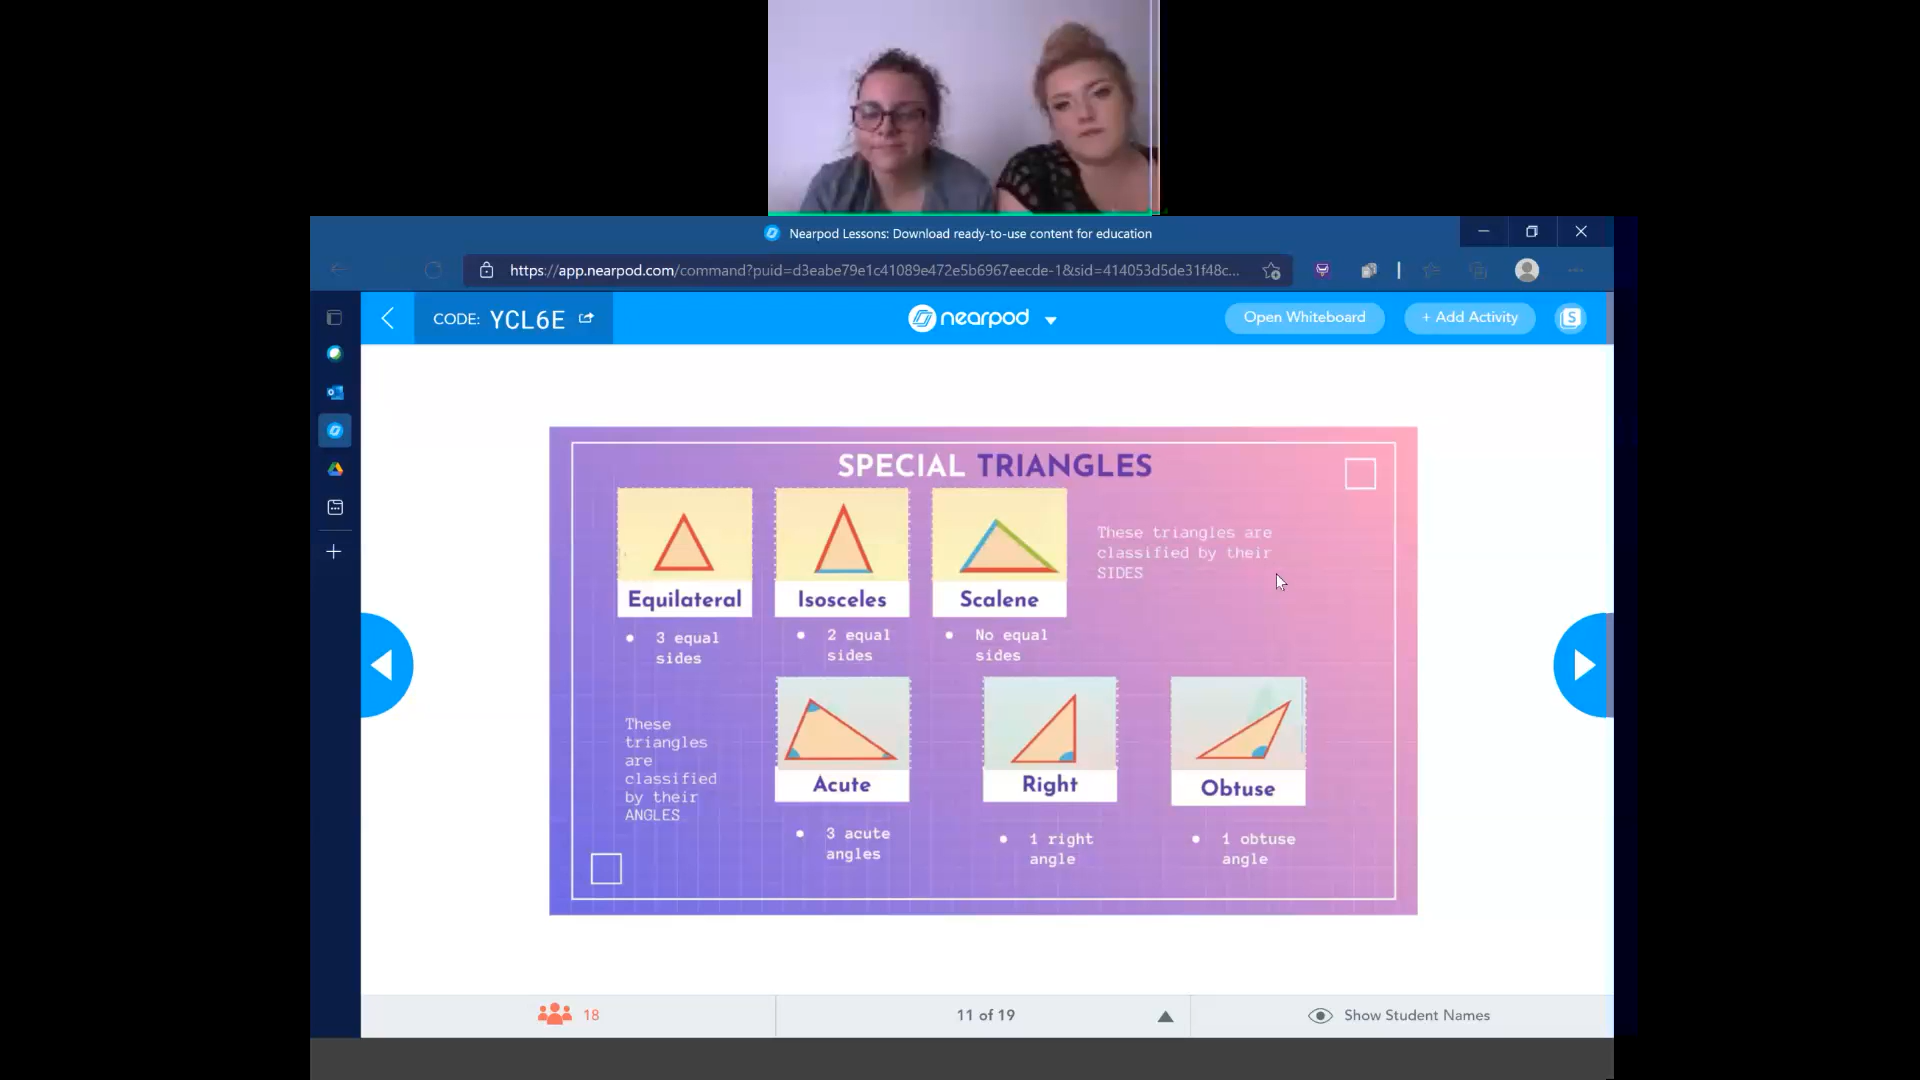 Nearpod Lessons: Download ready-to-use content for education
https://app.nearpod.com/command?puid=d3eabe79e1c41089e472e5b6967eecde-1&sid=414053d5de31f48c...
CODE: YCL6E
nearpod
Open Whiteboard
+ Add Activity
S
SPECIAL TRIANGLES
Equilateral
Isosceles
Scalene
These triangles are
classified by their
SIDES
• 3 equal
sides
• 2 equal
sides
• No equal
sides
These
triangles
are
classified
by their
ANGLES
Acute
Right
Obtuse
• 3 acute
angles
• 1 right
angle
• 1 obtuse
angle
18
11 of 19
Show Student Names